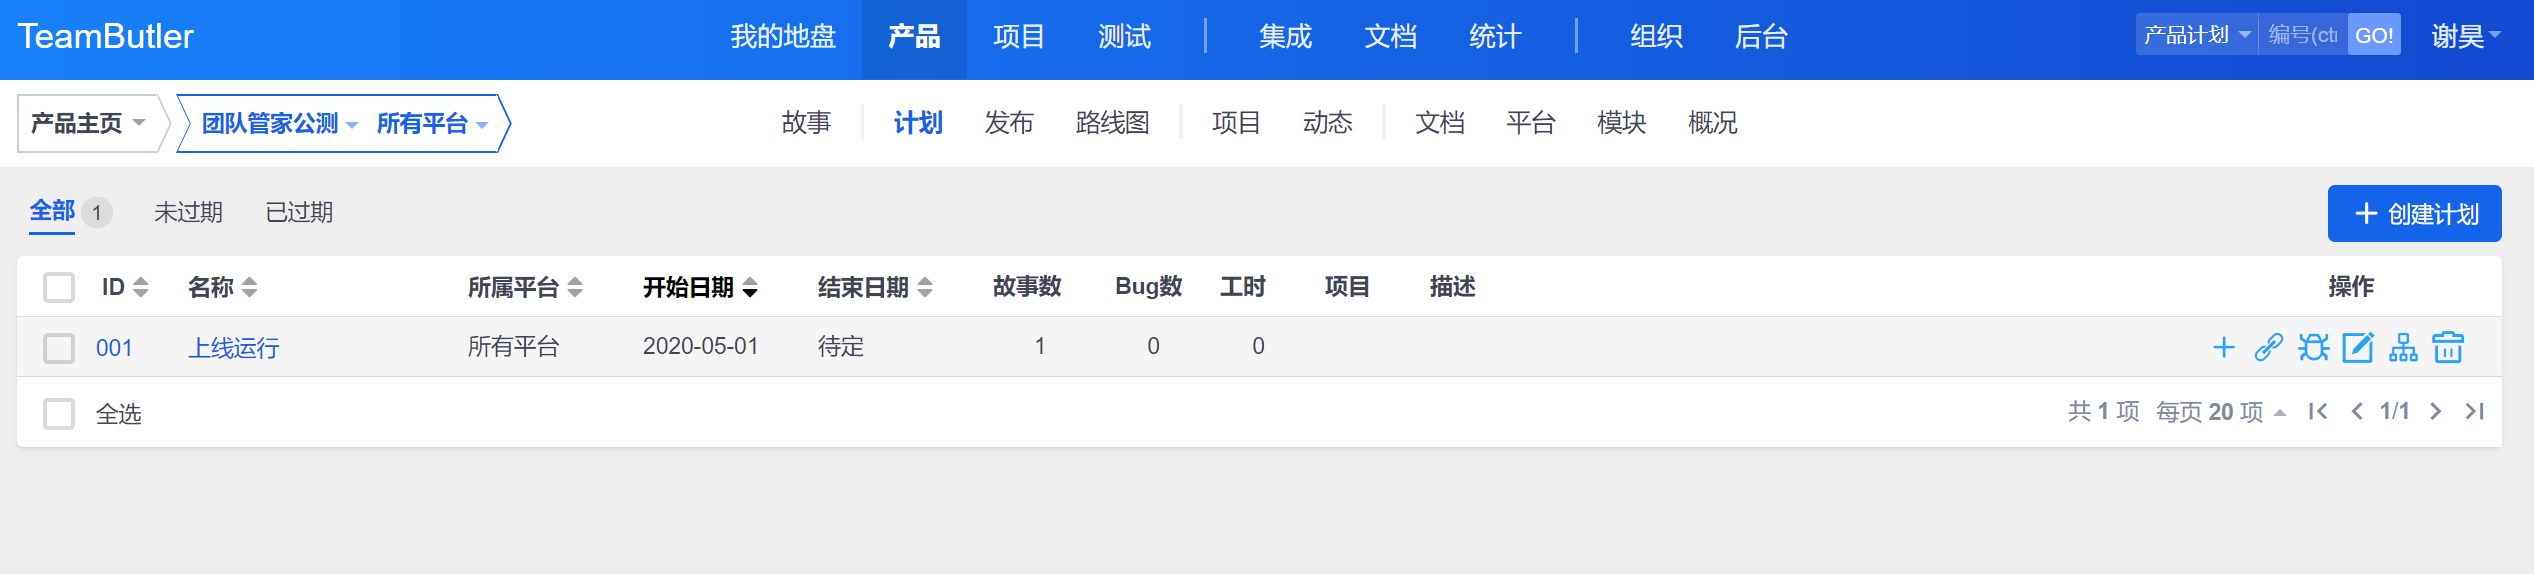 TeamButler 我的地盘 产品 项目 测试 集成 文档 统计 组织 后台 产品计划 编号(ct GO! 谢昊
产品主页 团队管家公测 所有平台 故事 计划 发布 路线图 项目 动态 文档 平台 模块 概况
全部 1 未过期 已过期 创建计划
ID 名称 所属平台 开始日期 结束日期 故事数 Bug数 工时 项目 描述 操作
001 上线运行 所有平台 2020-05-01 待定 1 0 0
全选 共 1 项 每页 20 项 1/1